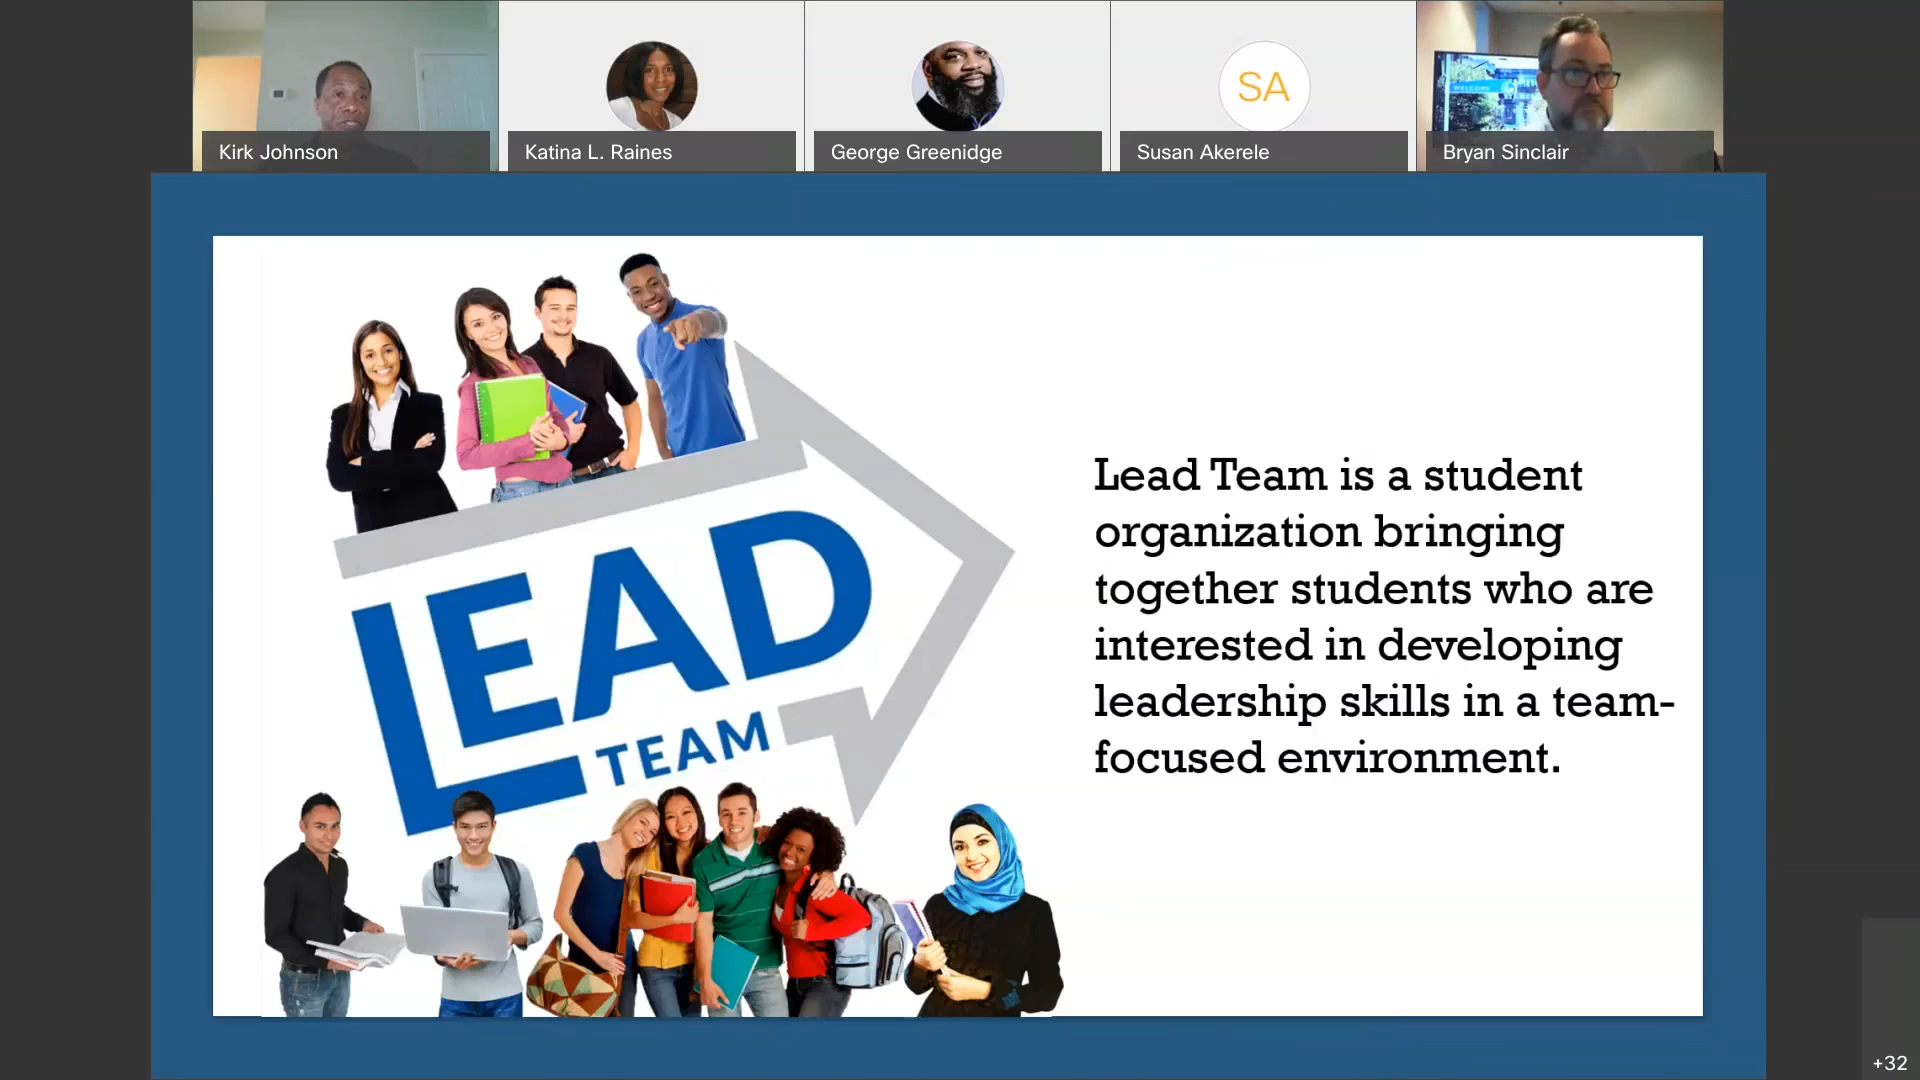 Kirk Johnson
Katina L. Raines
George Greenidge
SA
Susan Akerele
WELCOME
Bryan Sinclair
LEAD
TEAM
Lead Team is a student
organization bringing
together students who are
interested in developing
leadership skills in a team-
focused environment.
+32